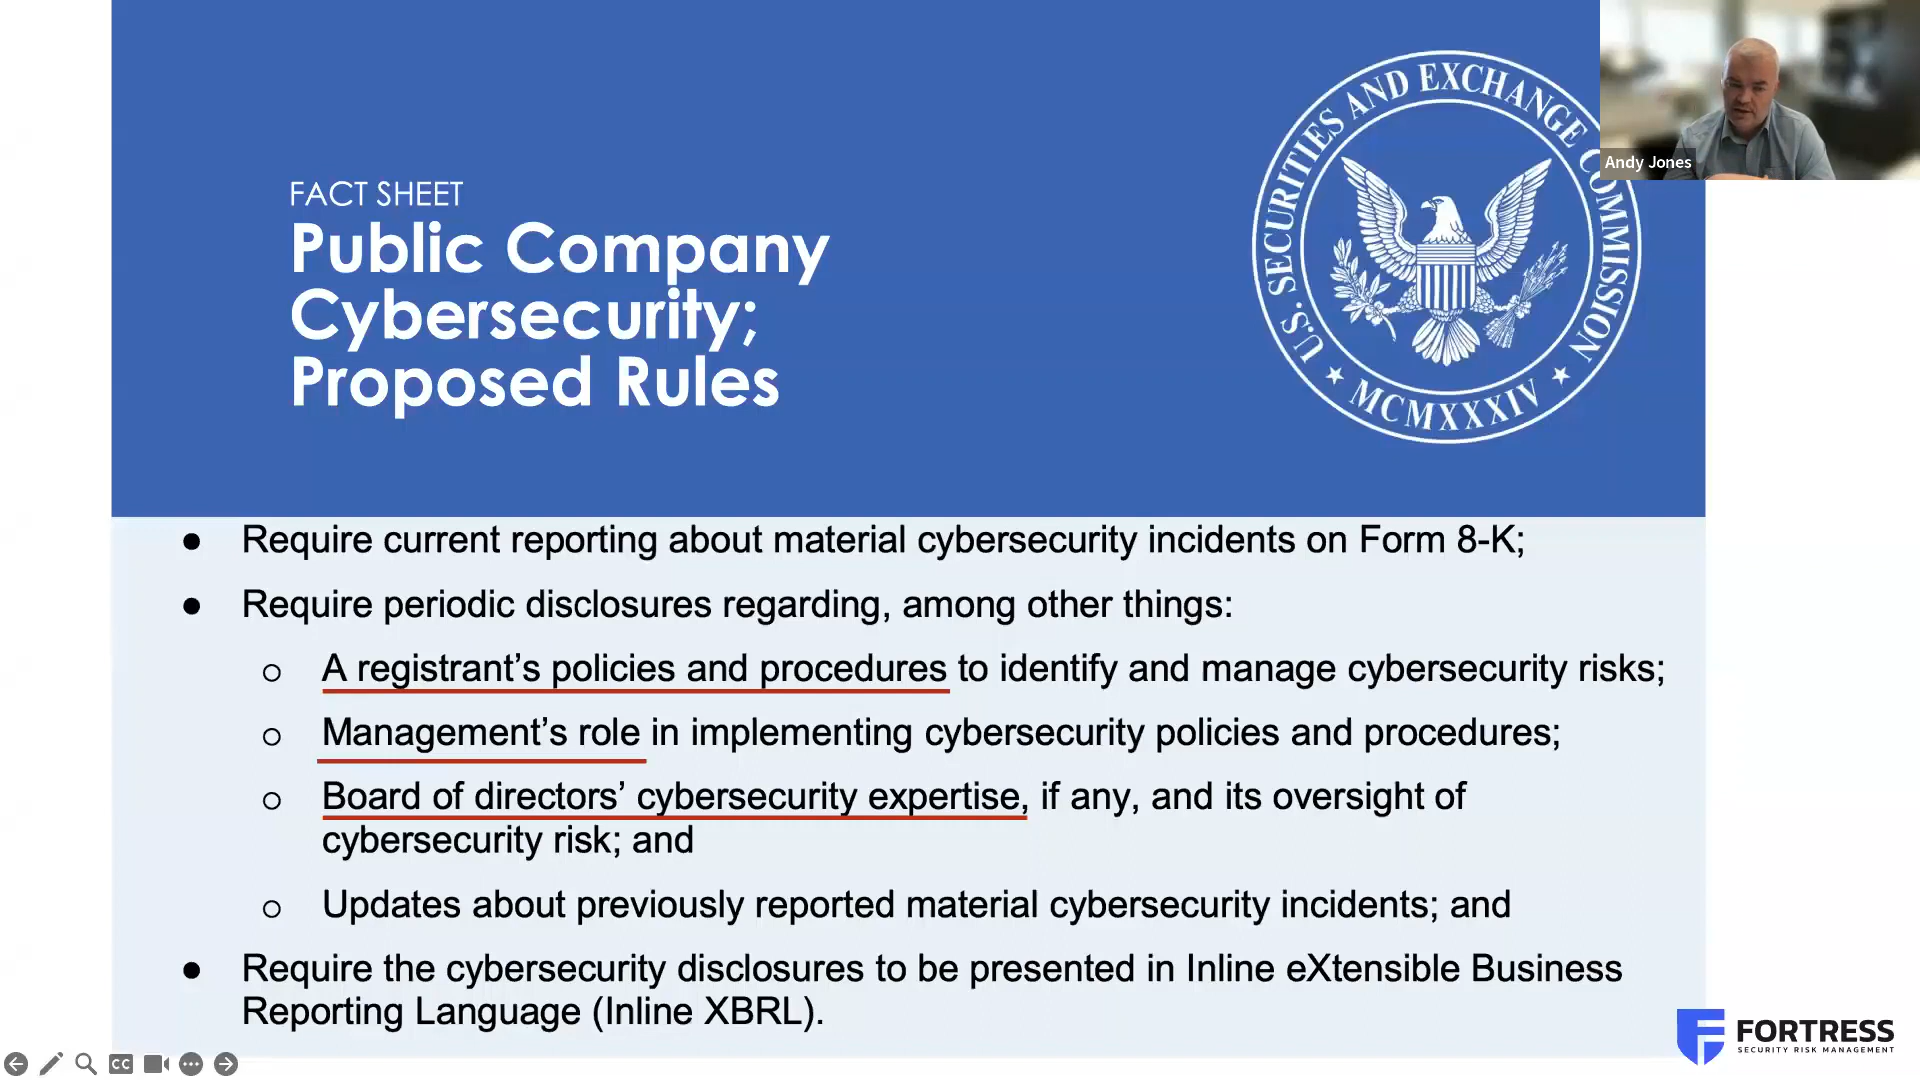 FACT SHEET
Public Company
Cybersecurity;
Proposed Rules
U.S. SECURITIES AND EXCHANGE COMMISSION
MCMXXXIV
Andy Jones
● Require current reporting about material cybersecurity incidents on Form 8-K;
● Require periodic disclosures regarding, among other things:
○ A registrant’s policies and procedures to identify and manage cybersecurity risks;
○ Management’s role in implementing cybersecurity policies and procedures;
○ Board of directors’ cybersecurity expertise, if any, and its oversight of
cybersecurity risk; and
○ Updates about previously reported material cybersecurity incidents; and
● Require the cybersecurity disclosures to be presented in Inline eXtensible Business
Reporting Language (Inline XBRL).
CC
FORTRESS
SECURITY RISK MANAGEMENT